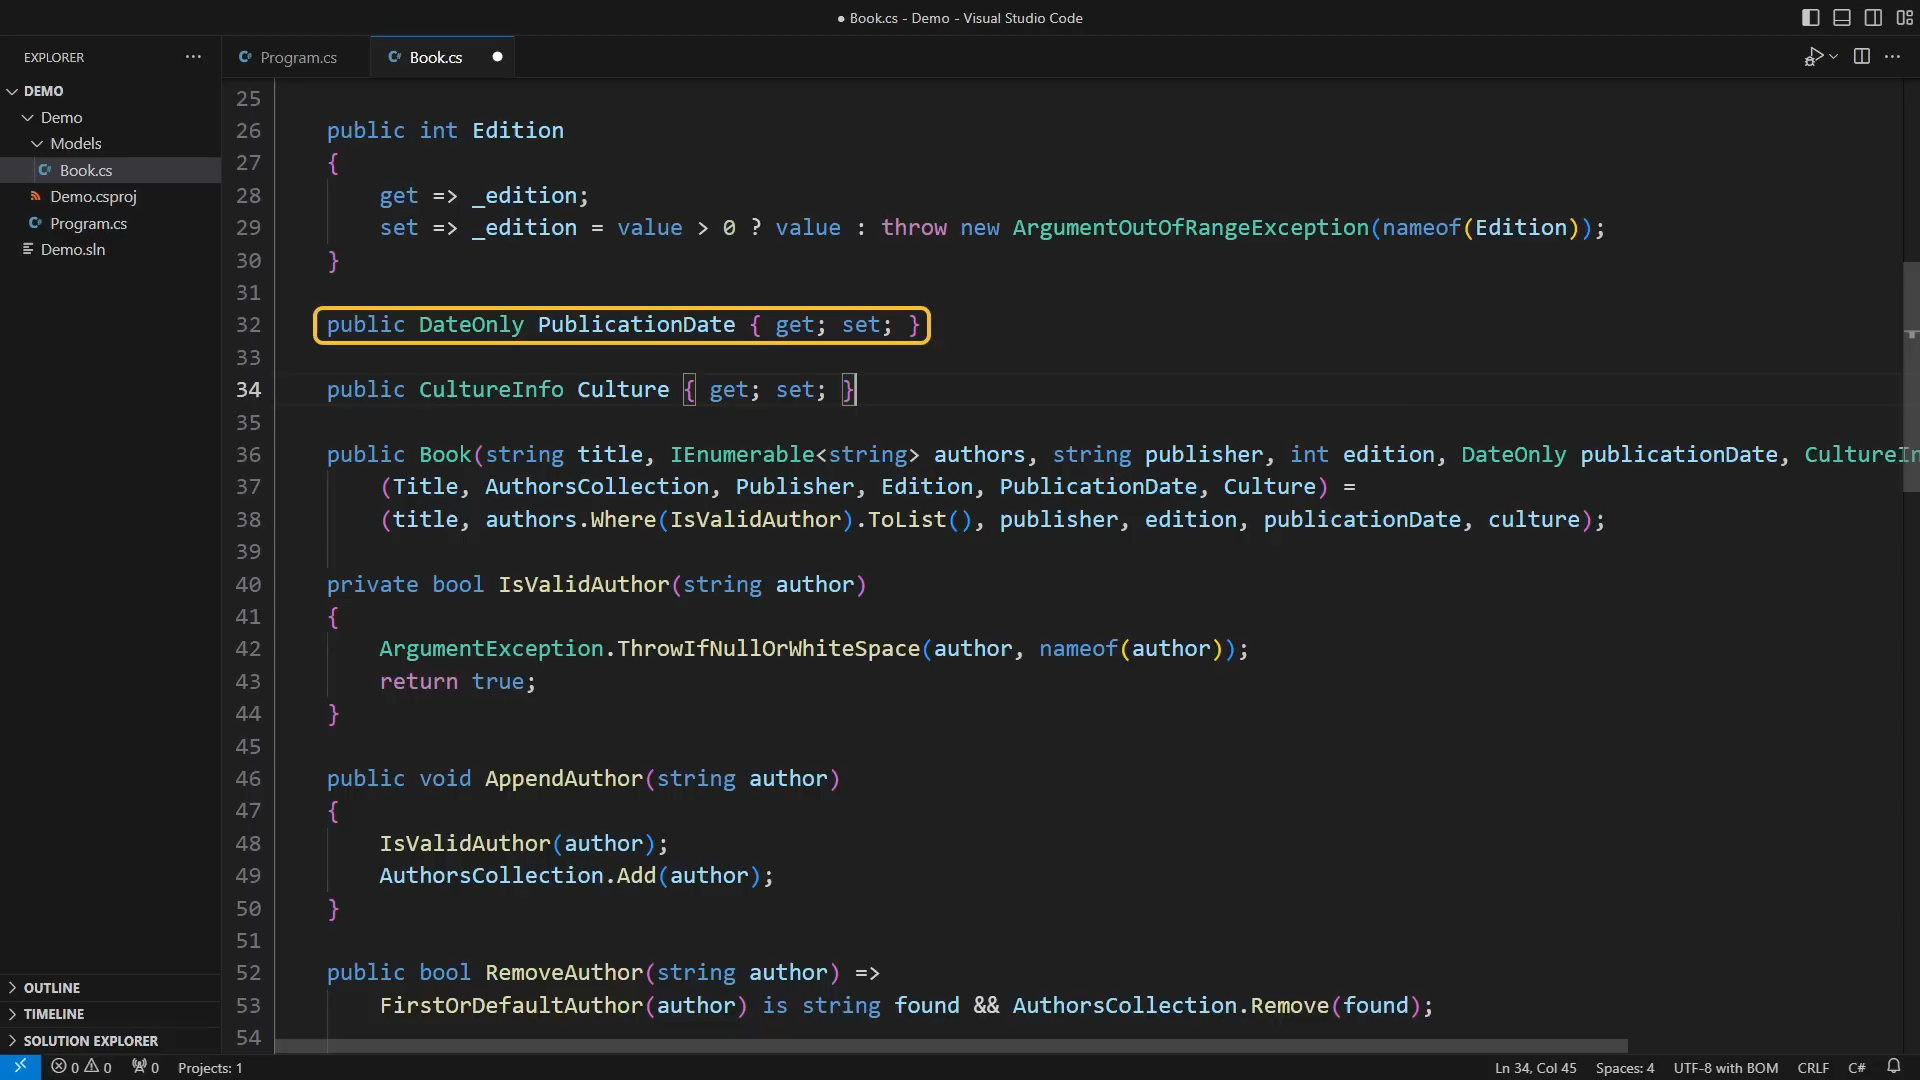 ● Book.cs - Demo - Visual Studio Code
EXPLORER
Program.cs
Book.cs
DEMO
Demo
Models
Book.cs
Demo.csproj
Program.cs
Demo.sln
25
26 public int Edition
27 {
28 get => _edition;
29 set => _edition = value > 0 ? value : throw new ArgumentOutOfRangeException(nameof(Edition));
30 }
31
32 public DateOnly PublicationDate { get; set; }
33
34 public CultureInfo Culture { get; set; }
35
36 public Book(string title, IEnumerable<string> authors, string publisher, int edition, DateOnly publicationDate, CultureIn
37 (Title, AuthorsCollection, Publisher, Edition, PublicationDate, Culture) =
38 (title, authors.Where(IsValidAuthor).ToList(), publisher, edition, publicationDate, culture);
39
40 private bool IsValidAuthor(string author)
41 {
42 ArgumentException.ThrowIfNullOrWhiteSpace(author, nameof(author));
43 return true;
44 }
45
46 public void AppendAuthor(string author)
47 {
48 IsValidAuthor(author);
49 AuthorsCollection.Add(author);
50 }
51
52 public bool RemoveAuthor(string author) =>
53 FirstOrDefaultAuthor(author) is string found && AuthorsCollection.Remove(found);
54
OUTLINE
TIMELINE
SOLUTION EXPLORER
0 0 0 Projects: 1
Ln 34, Col 45 Spaces: 4 UTF-8 with BOM CRLF C#